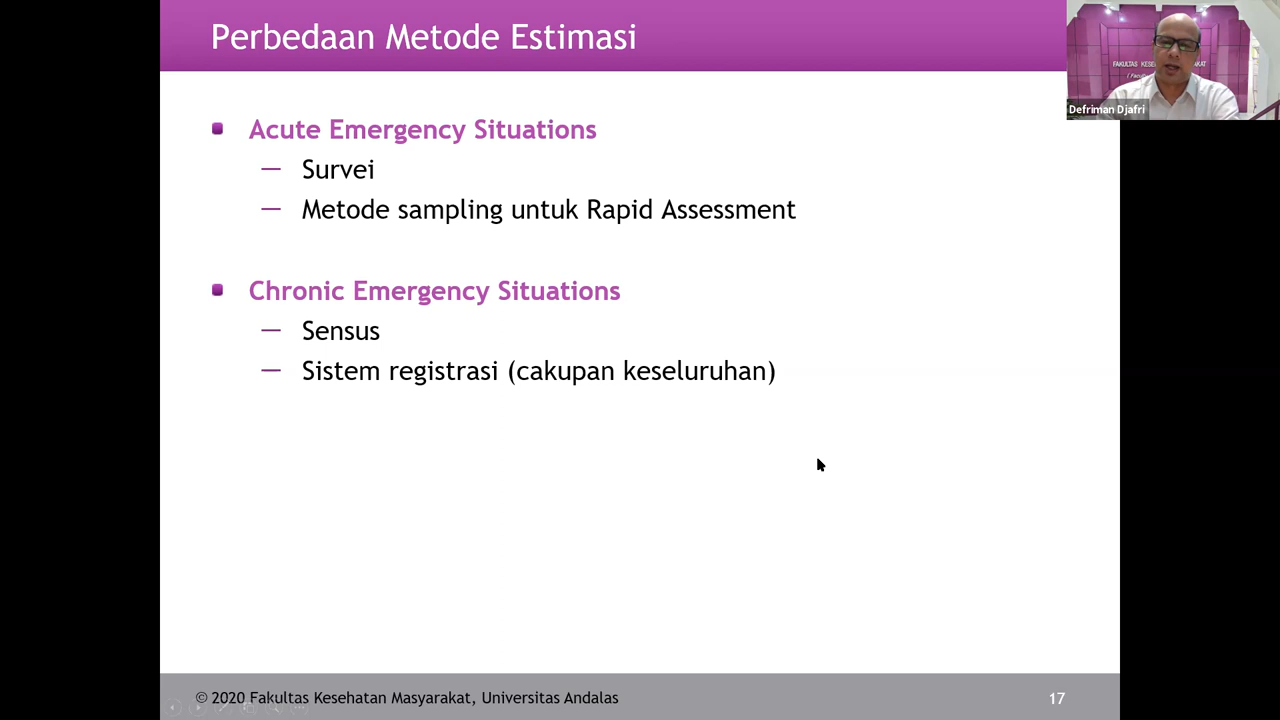 Perbedaan Metode Estimasi
Acute Emergency Situations
— Survei
— Metode sampling untuk Rapid Assessment
Chronic Emergency Situations
— Sensus
— Sistem registrasi (cakupan keseluruhan)
© 2020 Fakultas Kesehatan Masyarakat, Universitas Andalas
17
FAKULTAS
Defriman Djafri